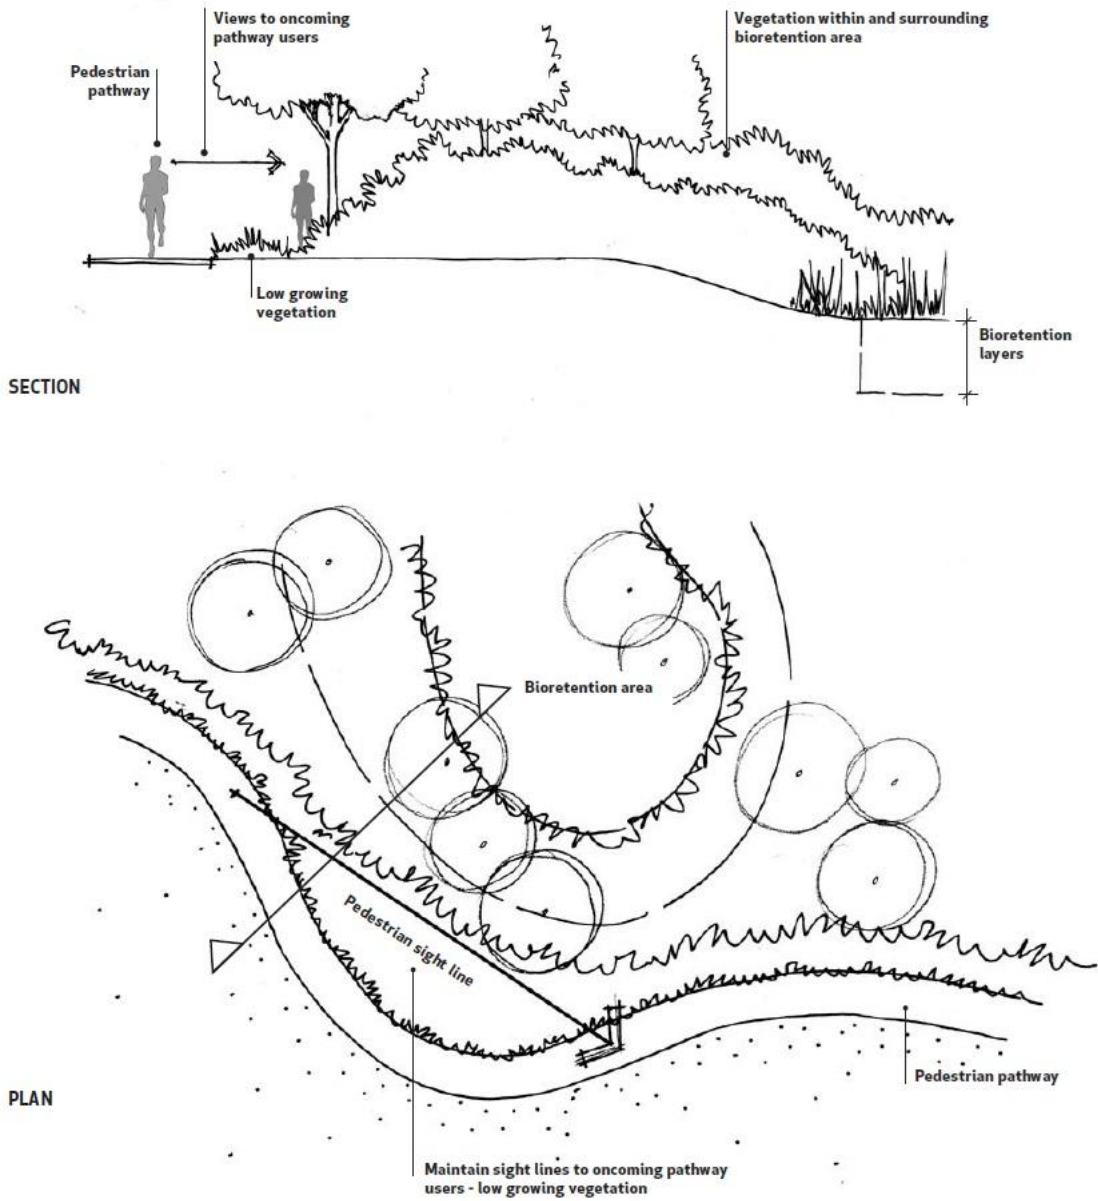 Views to oncoming
pathway users
Vegetation within and surrounding
bioretention area
Pedestrian
pathway
Low growing
vegetation
Bioretention
layers
SECTION
Bioretention area
Pedestrian sight line
Pedestrian pathway
PLAN
Maintain sight lines to oncoming pathway
users - low growing vegetation